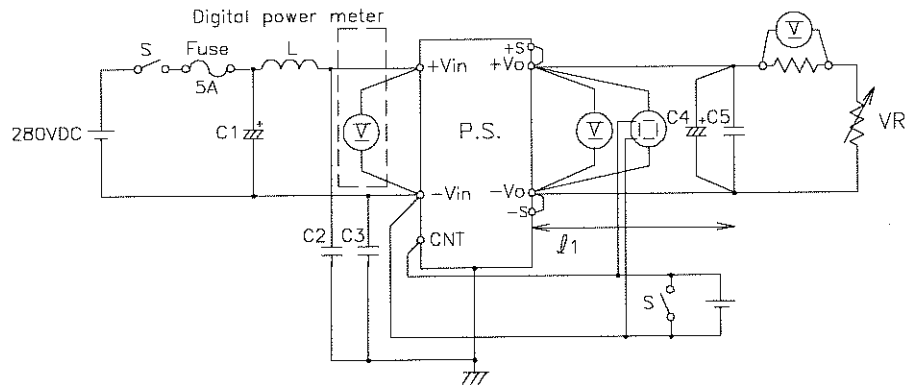 Digital power meter
S
Fuse
5A
L
280VDC
C1
+
V
+Vin
-Vin
CNT
P.S.
+S
+Vo
-Vo
-S
V
C4
+
C5
V
VR
C2
C3
ℓ1
S